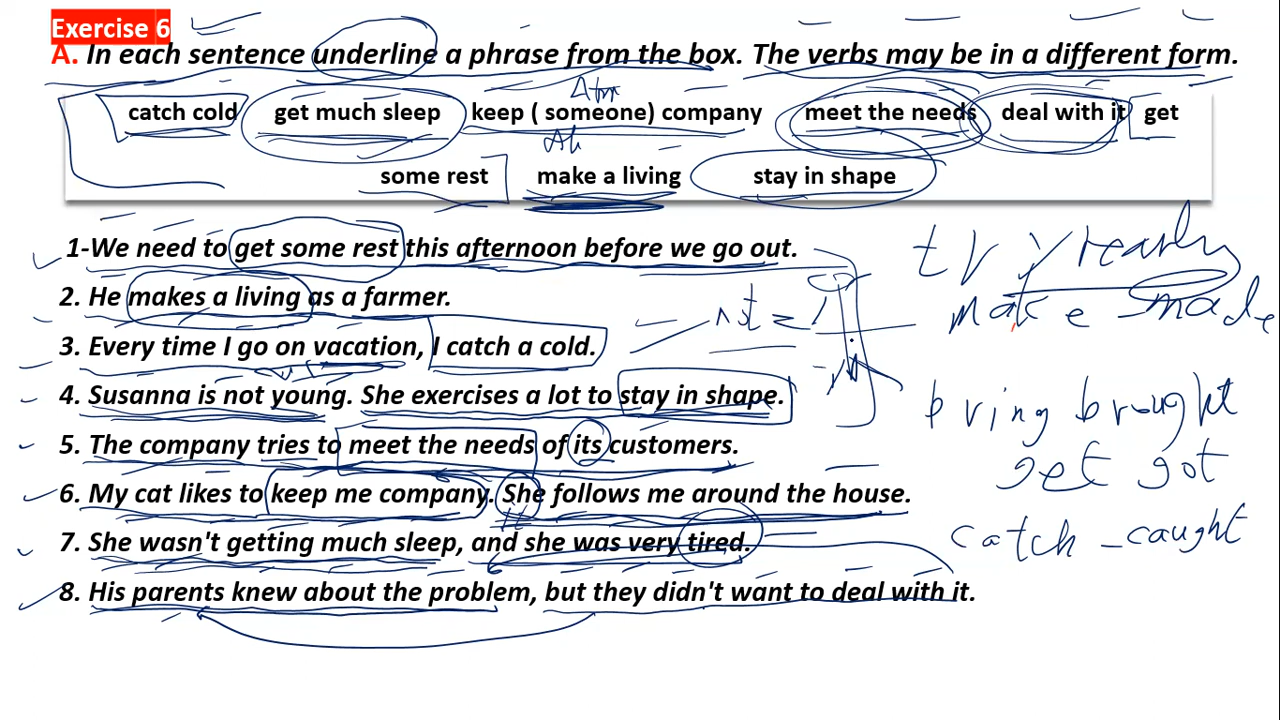 Exercise 6
A. In each sentence underline a phrase from the box. The verbs may be in a different form.
catch cold get much sleep keep ( someone) company meet the needs deal with it get
some rest make a living stay in shape
1-We need to get some rest this afternoon before we go out.
2. He makes a living as a farmer.
3. Every time I go on vacation, I catch a cold.
4. Susanna is not young. She exercises a lot to stay in shape.
5. The company tries to meet the needs of its customers.
6. My cat likes to keep me company. She follows me around the house.
7. She wasn't getting much sleep, and she was very tired.
8. His parents knew about the problem, but they didn't want to deal with it.
make made
bring brought
get got
catch - caught